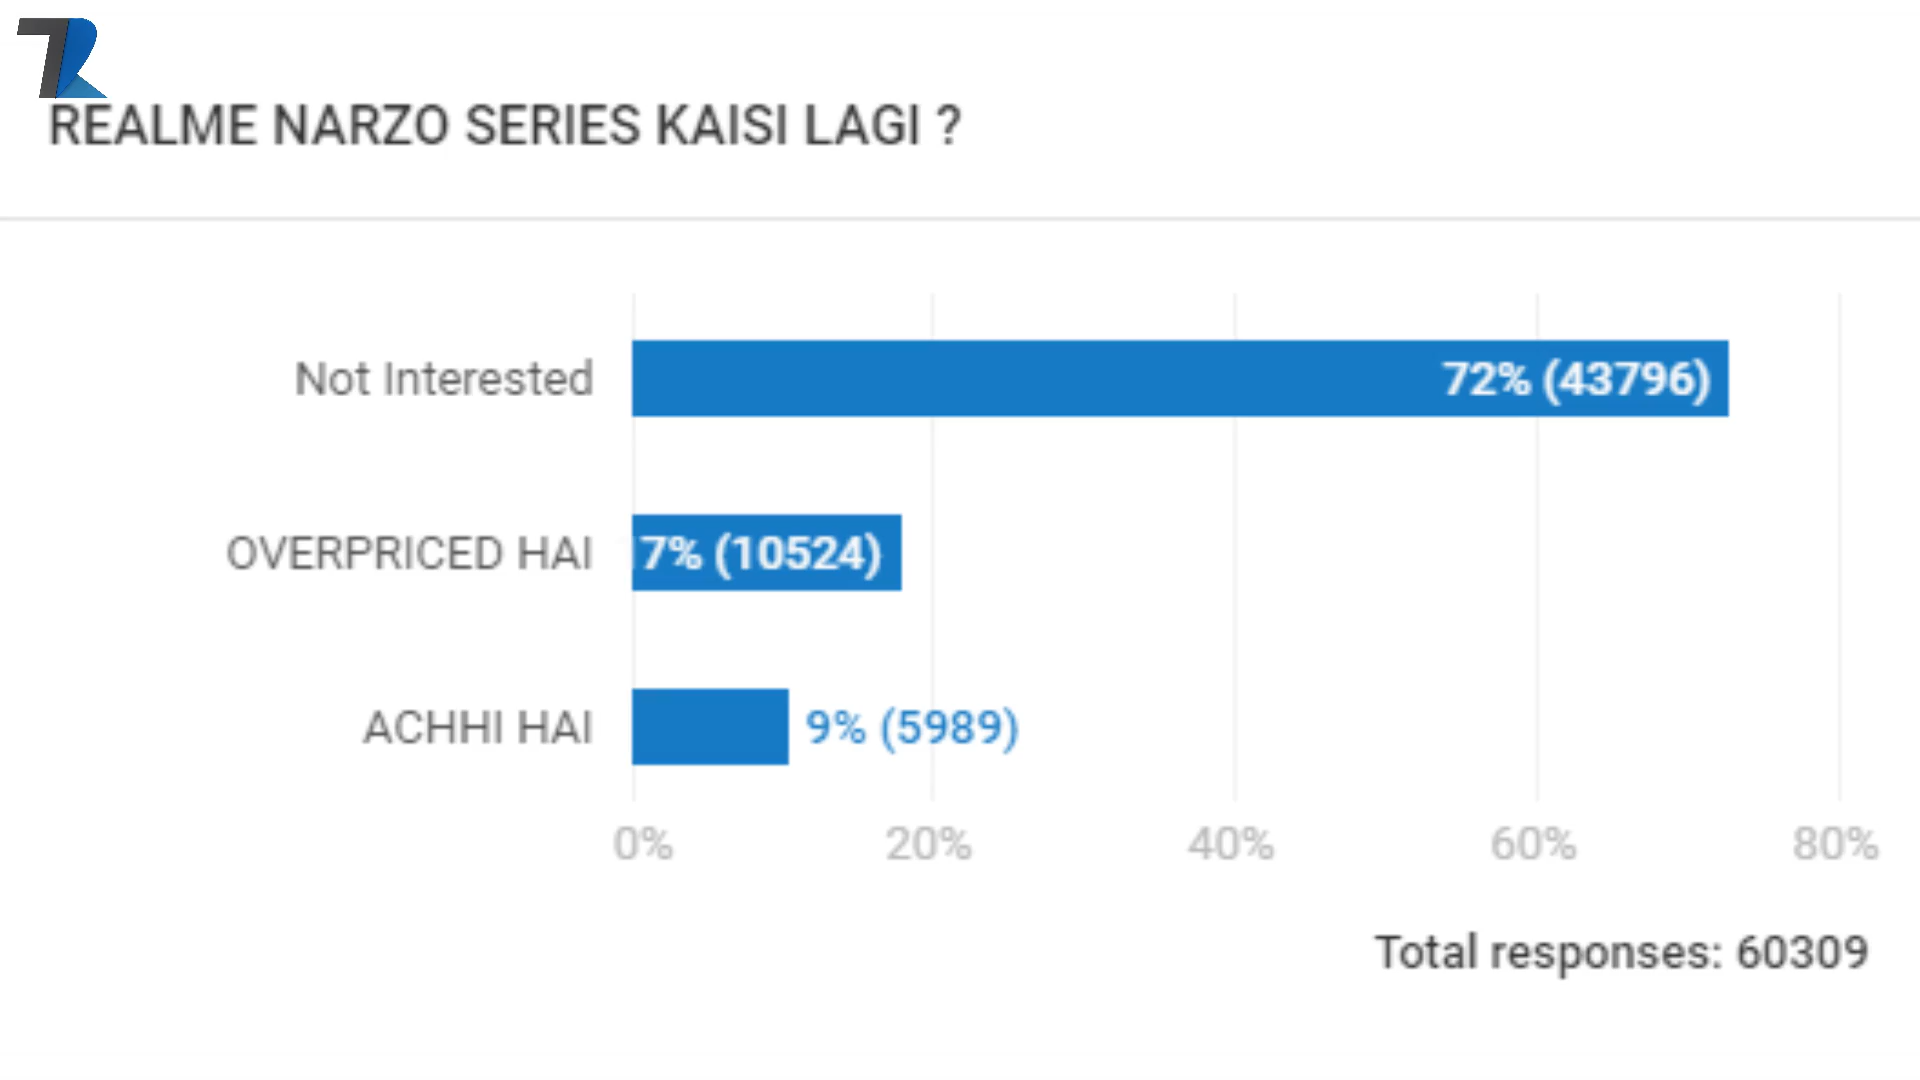 REALME NARZO SERIES KAISI LAGI ?
Not Interested 72% (43796)
OVERPRICED HAI 17% (10524)
ACHHI HAI 9% (5989)
0% 20% 40% 60% 80%
Total responses: 60309